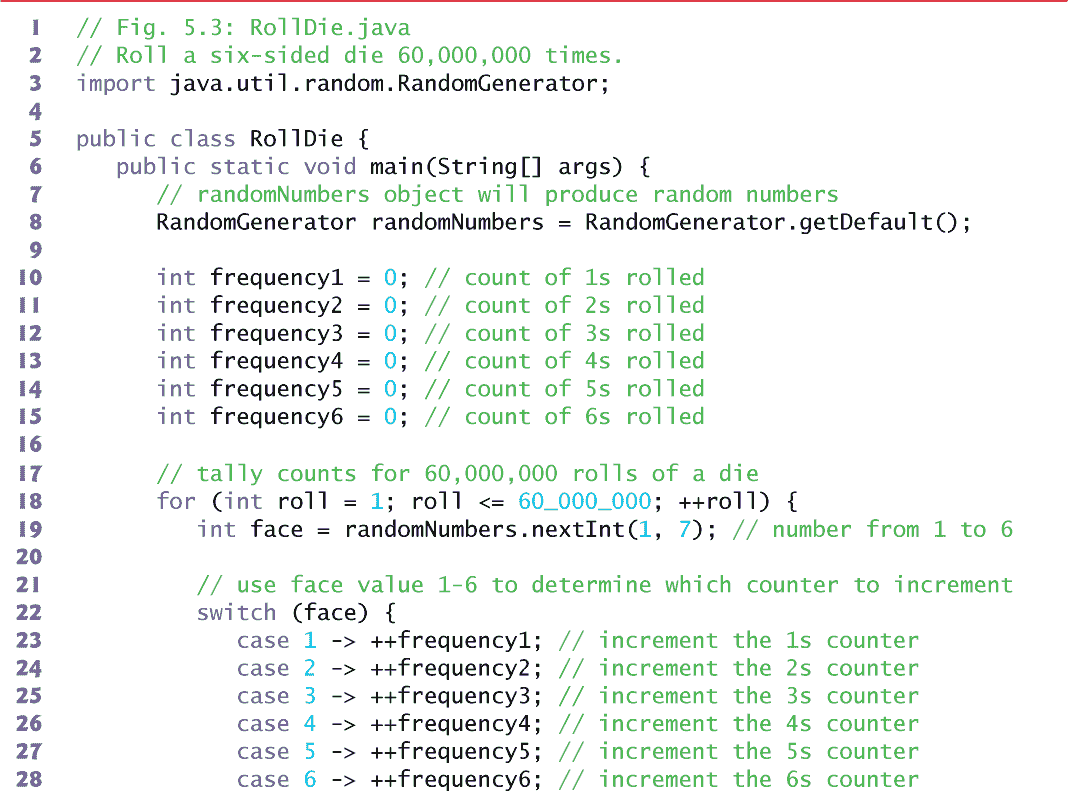 1 // Fig. 5.3: RollDie.java
2 // Roll a six-sided die 60,000,000 times.
3 import java.util.random.RandomGenerator;
4
5 public class RollDie {
6 public static void main(String[] args) {
7 // randomNumbers object will produce random numbers
8 RandomGenerator randomNumbers = RandomGenerator.getDefault();
9
10 int frequency1 = 0; // count of 1s rolled
11 int frequency2 = 0; // count of 2s rolled
12 int frequency3 = 0; // count of 3s rolled
13 int frequency4 = 0; // count of 4s rolled
14 int frequency5 = 0; // count of 5s rolled
15 int frequency6 = 0; // count of 6s rolled
16
17 // tally counts for 60,000,000 rolls of a die
18 for (int roll = 1; roll <= 60_000_000; ++roll) {
19 int face = randomNumbers.nextInt(1, 7); // number from 1 to 6
20
21 // use face value 1-6 to determine which counter to increment
22 switch (face) {
23 case 1 -> ++frequency1; // increment the 1s counter
24 case 2 -> ++frequency2; // increment the 2s counter
25 case 3 -> ++frequency3; // increment the 3s counter
26 case 4 -> ++frequency4; // increment the 4s counter
27 case 5 -> ++frequency5; // increment the 5s counter
28 case 6 -> ++frequency6; // increment the 6s counter